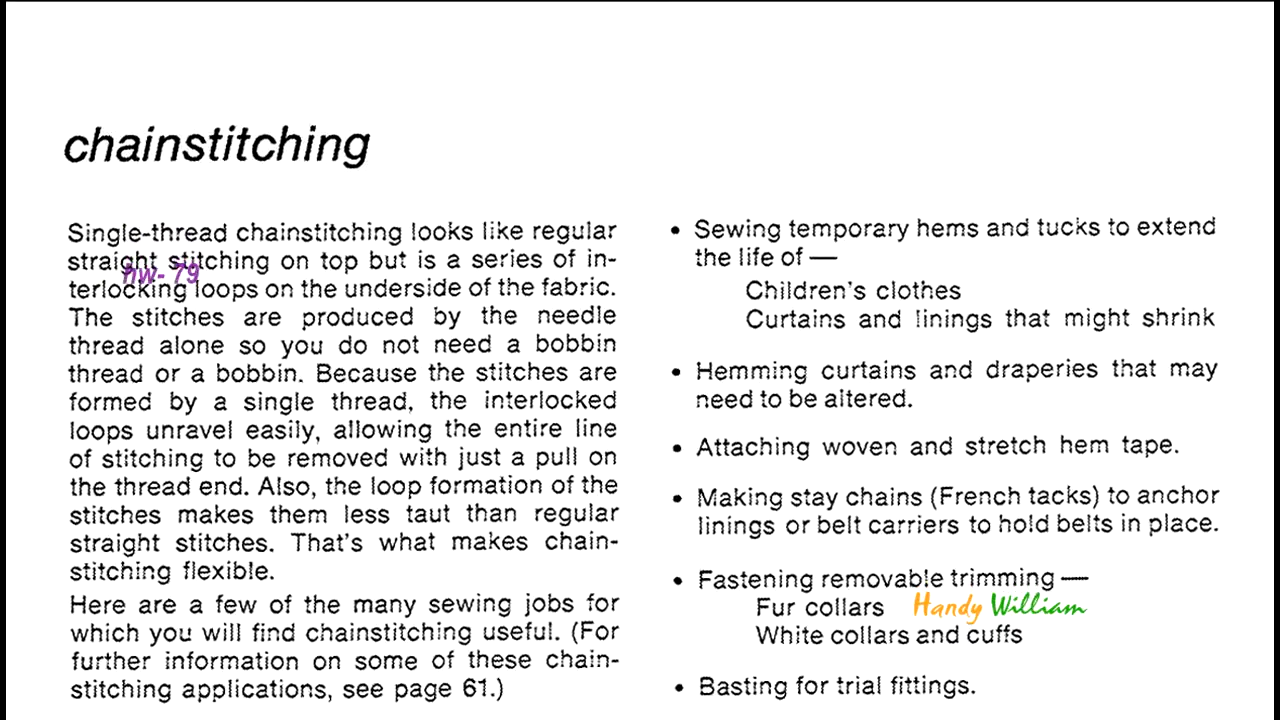 chainstitching
Single-thread chainstitching looks like regular
straight stitching on top but is a series of in-
hw- 79
terlocking loops on the underside of the fabric.
The stitches are produced by the needle
thread alone so you do not need a bobbin
thread or a bobbin. Because the stitches are
formed by a single thread, the interlocked
loops unravel easily, allowing the entire line
of stitching to be removed with just a pull on
the thread end. Also, the loop formation of the
stitches makes them less taut than regular
straight stitches. That's what makes chain-
stitching flexible.
Here are a few of the many sewing jobs for
which you will find chainstitching useful. (For
further information on some of these chain-
stitching applications, see page 61.)
• Sewing temporary hems and tucks to extend
the life of —
Children's clothes
Curtains and linings that might shrink
• Hemming curtains and draperies that may
need to be altered.
• Attaching woven and stretch hem tape.
• Making stay chains (French tacks) to anchor
linings or belt carriers to hold belts in place.
• Fastening removable trimming —
Fur collars Handy William
White collars and cuffs
• Basting for trial fittings.